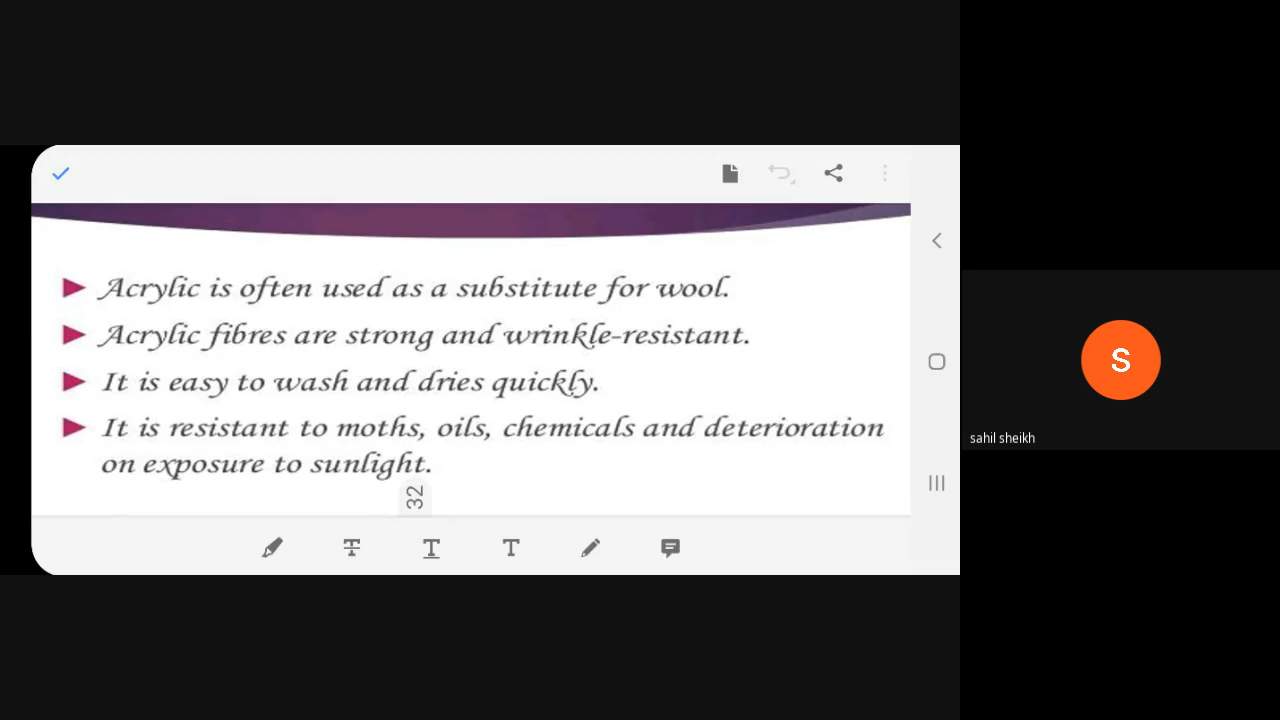 Acrylic is often used as a substitute for wool.
Acrylic fibres are strong and wrinkle-resistant.
It is easy to wash and dries quickly.
It is resistant to moths, oils, chemicals and deterioration
on exposure to sunlight.
32
S
sahil sheikh